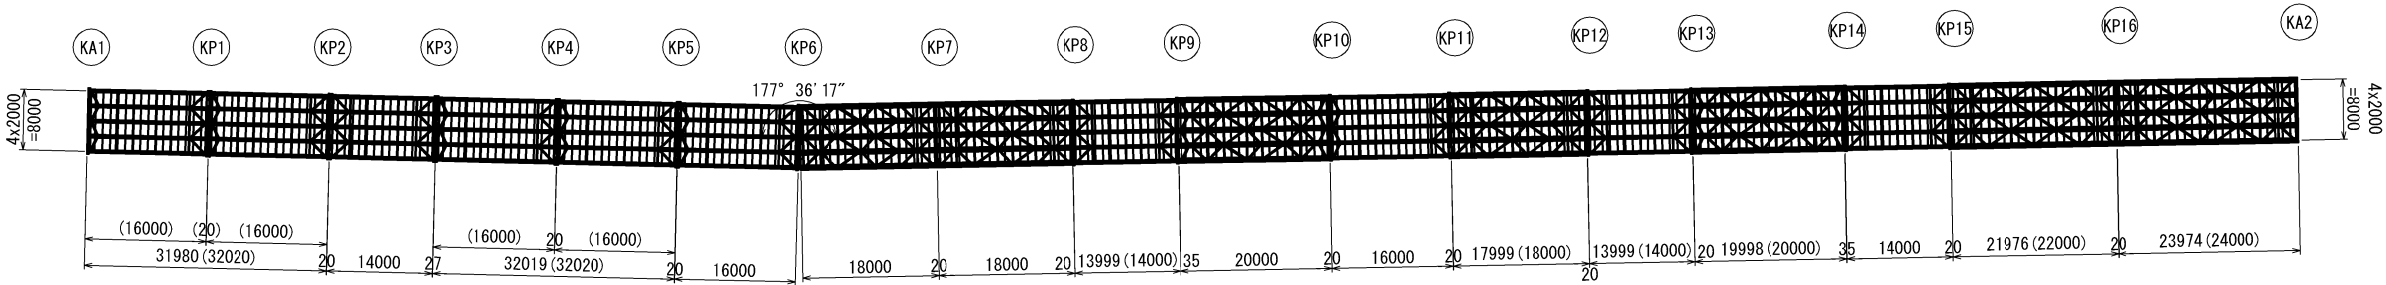 KA1 KP1 KP2 KP3 KP4 KP5 KP6 KP7 KP8 KP9 KP10 KP11 KP12 KP13 KP14 KP15 KP16 KA2
177° 36' 17"
4x2000
=8000
4x2000
=8000
(16000) (20) (16000) (16000) 20 (16000)
31980(32020) 20 14000 27 32019(32020) 20 16000 18000 20 18000 20 13999(14000) 35 20000 20 16000 20 17999(18000) 20 13999(14000) 20 19998(20000) 35 14000 20 21976(22000) 20 23974(24000)